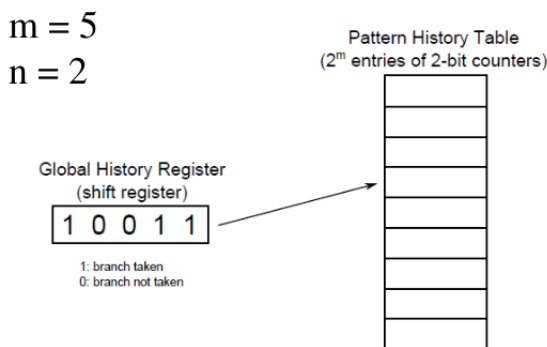 m = 5
n = 2
Pattern History Table
(2^m entries of 2-bit counters)
Global History Register
(shift register)
1 0 0 1 1
1: branch taken
0: branch not taken